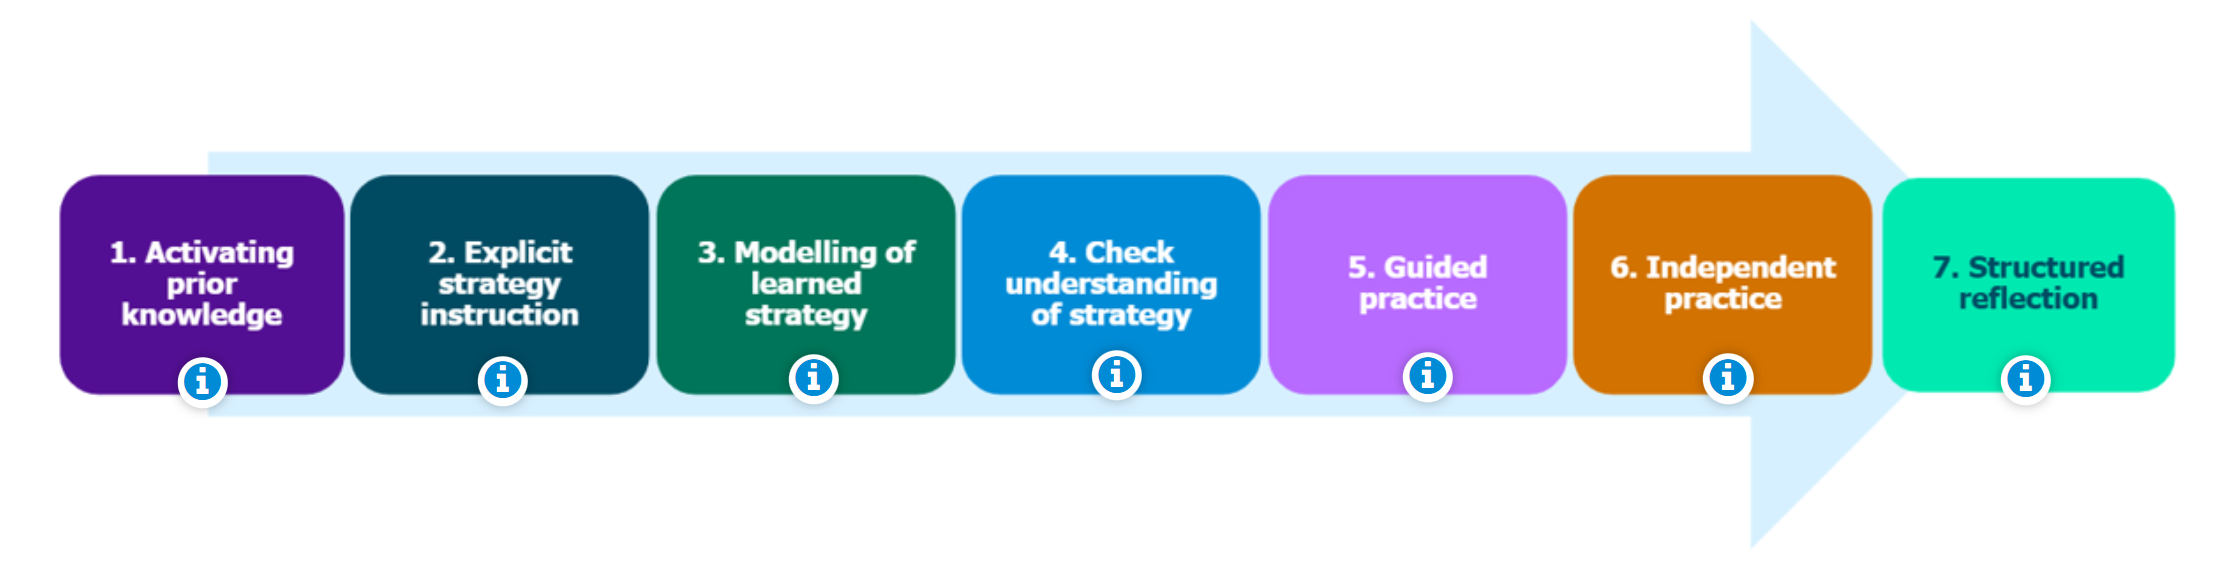 1. Activating
prior
knowledge
2. Explicit
strategy
instruction
3. Modelling of
learned
strategy
4. Check
understanding
of strategy
5. Guided
practice
6. Independent
practice
7. Structured
reflection
i
i
i
i
i
i
i